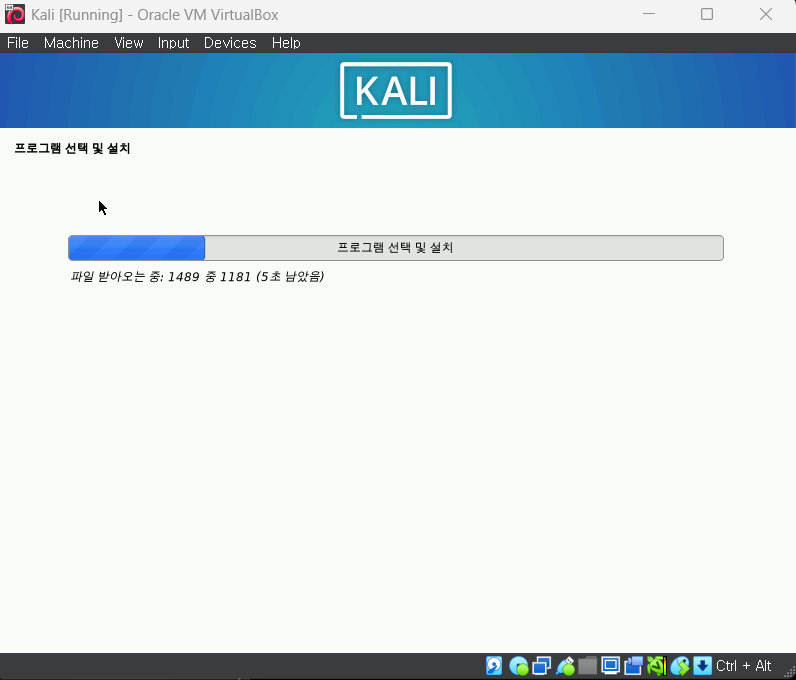 Kali [Running] - Oracle VM VirtualBox
File Machine View Input Devices Help
KALI
프로그램 선택 및 설치
프로그램 선택 및 설치
파일 받아오는 중: 1489 중 1181 (5초 남았음)
Ctrl + Alt